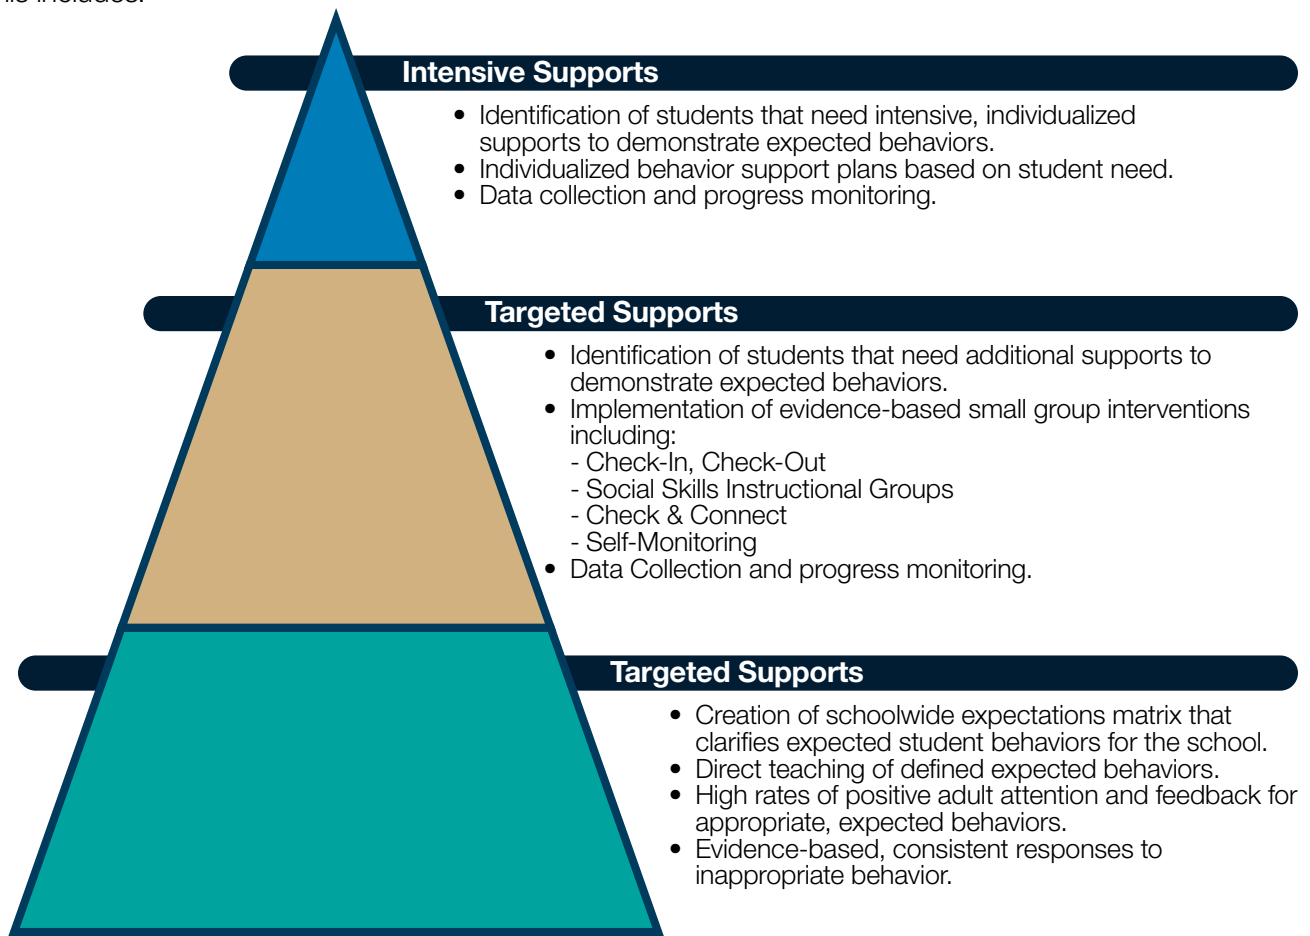 Intensive Supports
• Identification of students that need intensive, individualized
supports to demonstrate expected behaviors.
• Individualized behavior support plans based on student need.
• Data collection and progress monitoring.
Targeted Supports
• Identification of students that need additional supports to
demonstrate expected behaviors.
• Implementation of evidence-based small group interventions
including:
- Check-In, Check-Out
- Social Skills Instructional Groups
- Check & Connect
- Self-Monitoring
• Data Collection and progress monitoring.
Targeted Supports
• Creation of schoolwide expectations matrix that
clarifies expected student behaviors for the school.
• Direct teaching of defined expected behaviors.
• High rates of positive adult attention and feedback for
appropriate, expected behaviors.
• Evidence-based, consistent responses to
inappropriate behavior.